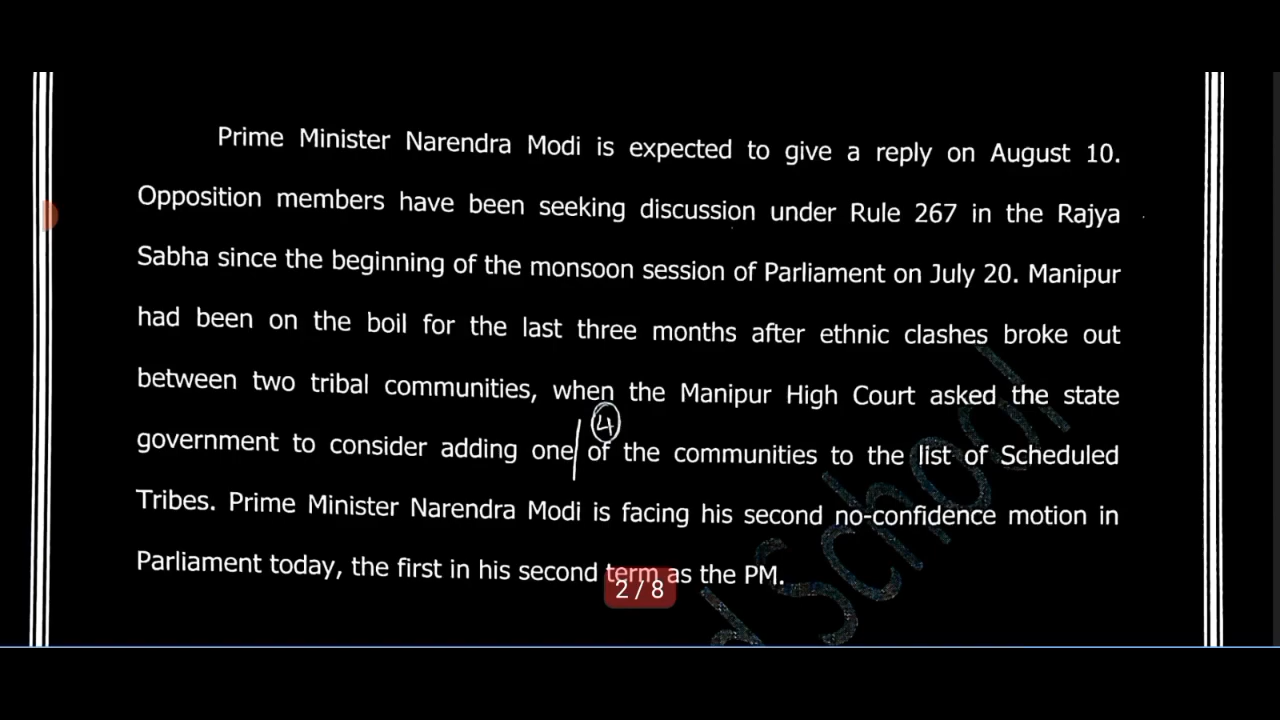 Prime Minister Narendra Modi is expected to give a reply on August 10.
Opposition members have been seeking discussion under Rule 267 in the Rajya
Sabha since the beginning of the monsoon session of Parliament on July 20. Manipur
had been on the boil for the last three months after ethnic clashes broke out
between two tribal communities, when the Manipur High Court asked the state
4
government to consider adding one of the communities to the list of Scheduled
Tribes. Prime Minister Narendra Modi is facing his second no-confidence motion in
Parliament today, the first in his second term as the PM.
2 / 8
School